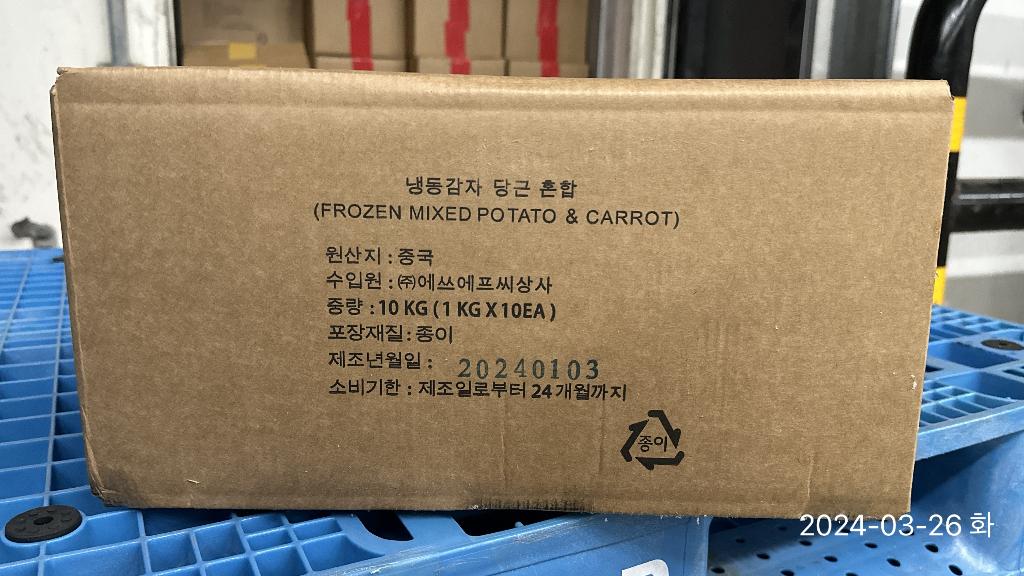 냉동감자 당근 혼합
(FROZEN MIXED POTATO & CARROT)
원산지 : 중국
수입원 : ㈜에쓰에프씨상사
중량 : 10 KG ( 1 KG X 10EA )
포장재질 : 종이
제조년월일 : 20240103
소비기한 : 제조일로부터 24 개월까지
종이
2024-03-26 화